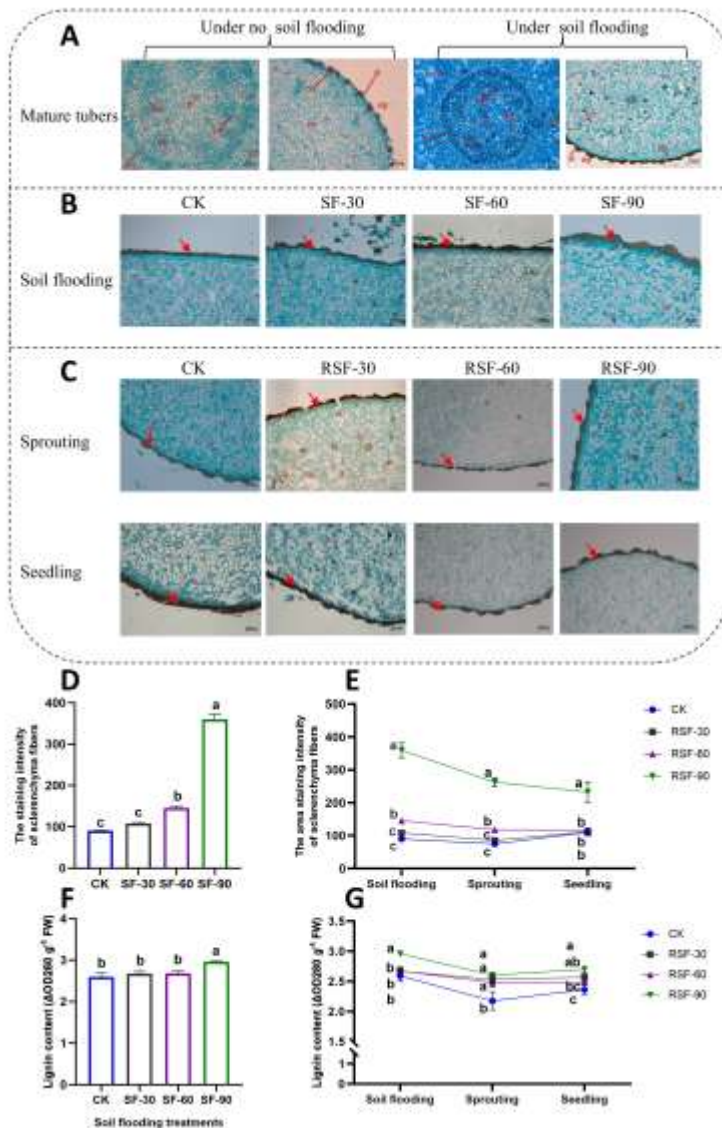 A
Under no soil flooding
Under soil flooding
Mature tubers
B
CK
SF-30
SF-60
SF-90
Soil flooding
C
CK
RSF-30
RSF-60
RSF-90
Sprouting
Seedling
D
The staining intensity
of sclerenchyma fibers
400
300
200
100
0
c
c
b
a
CK
SF-30
SF-60
SF-90
E
The area staining intensity
of sclerenchyma fibers
500
400
300
200
100
0
a
b
c
c
a
b
c
c
a
b
b
b
Soil flooding
Sprouting
Seedling
CK
RSF-30
RSF-60
RSF-90
F
Lignin content (ΔOD280 g⁻¹ FW)
4
3
2
1
0
b
b
b
a
CK
SF-30
SF-60
SF-90
Soil flooding treatments
G
Lignin content (ΔOD280 g⁻¹ FW)
3.5
3.0
2.5
2.0
1.5
1
0
a
b
b
b
a
a
a
b
a
ab
bc
c
Soil flooding
Sprouting
Seedling
CK
RSF-30
RSF-60
RSF-90